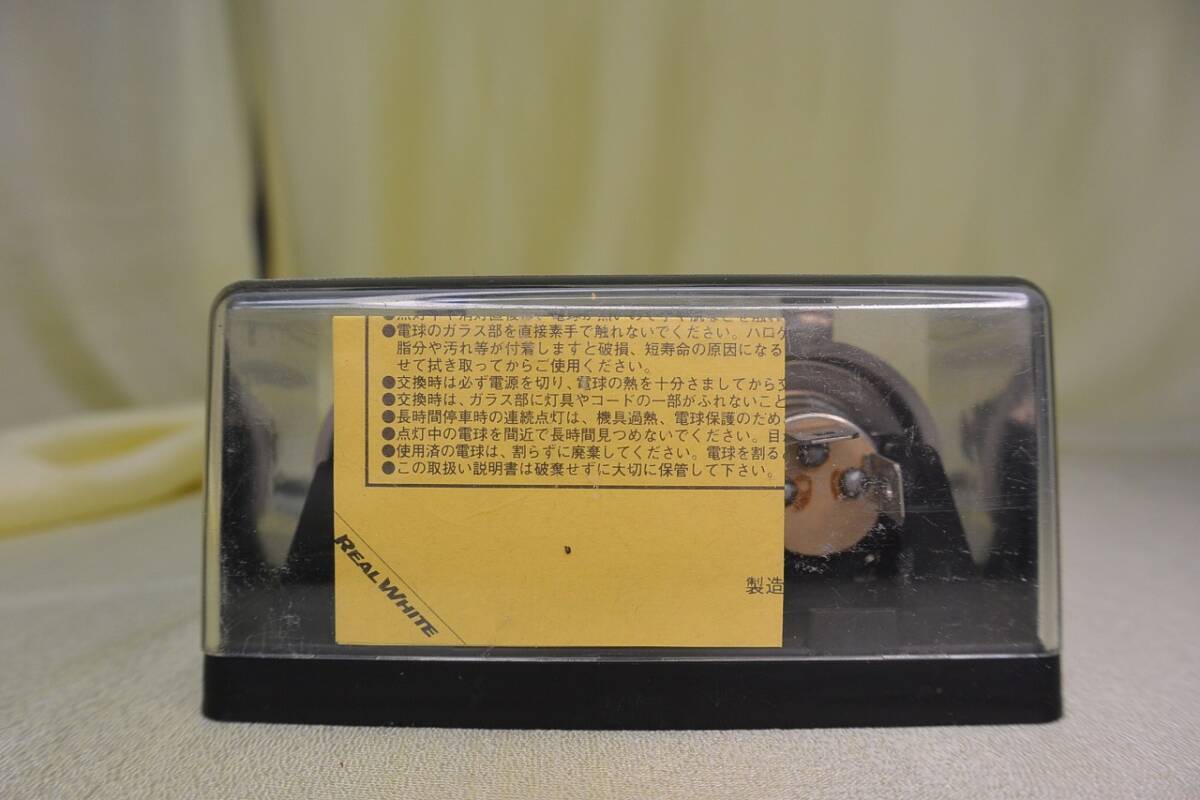 ●電球のガラス部を直接素手で触れないでください。ハロゲ
脂分や汚れ等が付着しますと破損、短寿命の原因になる
せて拭き取ってからご使用ください。
●交換時は必ず電源を切り、電球の熱を十分さましてから交
●交換時は、ガラス部に灯具やコードの一部がふれないこと
●長時間停車時の連続点灯は、機具過熱、電球保護のため
●点灯中の電球を間近で長時間見つめないでください。目
●使用済の電球は、割らずに廃棄してください。電球を割る
●この取扱い説明書は破棄せずに大切に保管して下さい。
REAL WHITE
製造